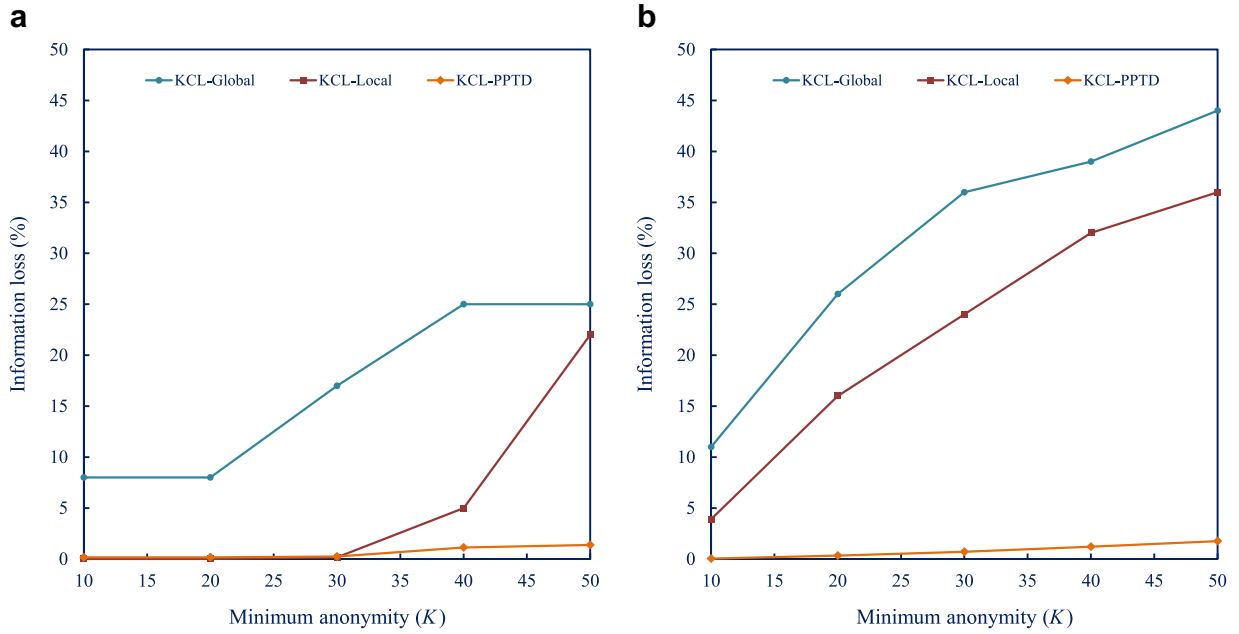 a
50
45
40
35
30
25
20
15
10
5
0
Information loss (%)
KCL-Global KCL-Local KCL-PPTD
10 15 20 25 30 35 40 45 50
Minimum anonymity (K)
b
50
45
40
35
30
25
20
15
10
5
0
Information loss (%)
KCL-Global KCL-Local KCL-PPTD
10 15 20 25 30 35 40 45 50
Minimum anonymity (K)